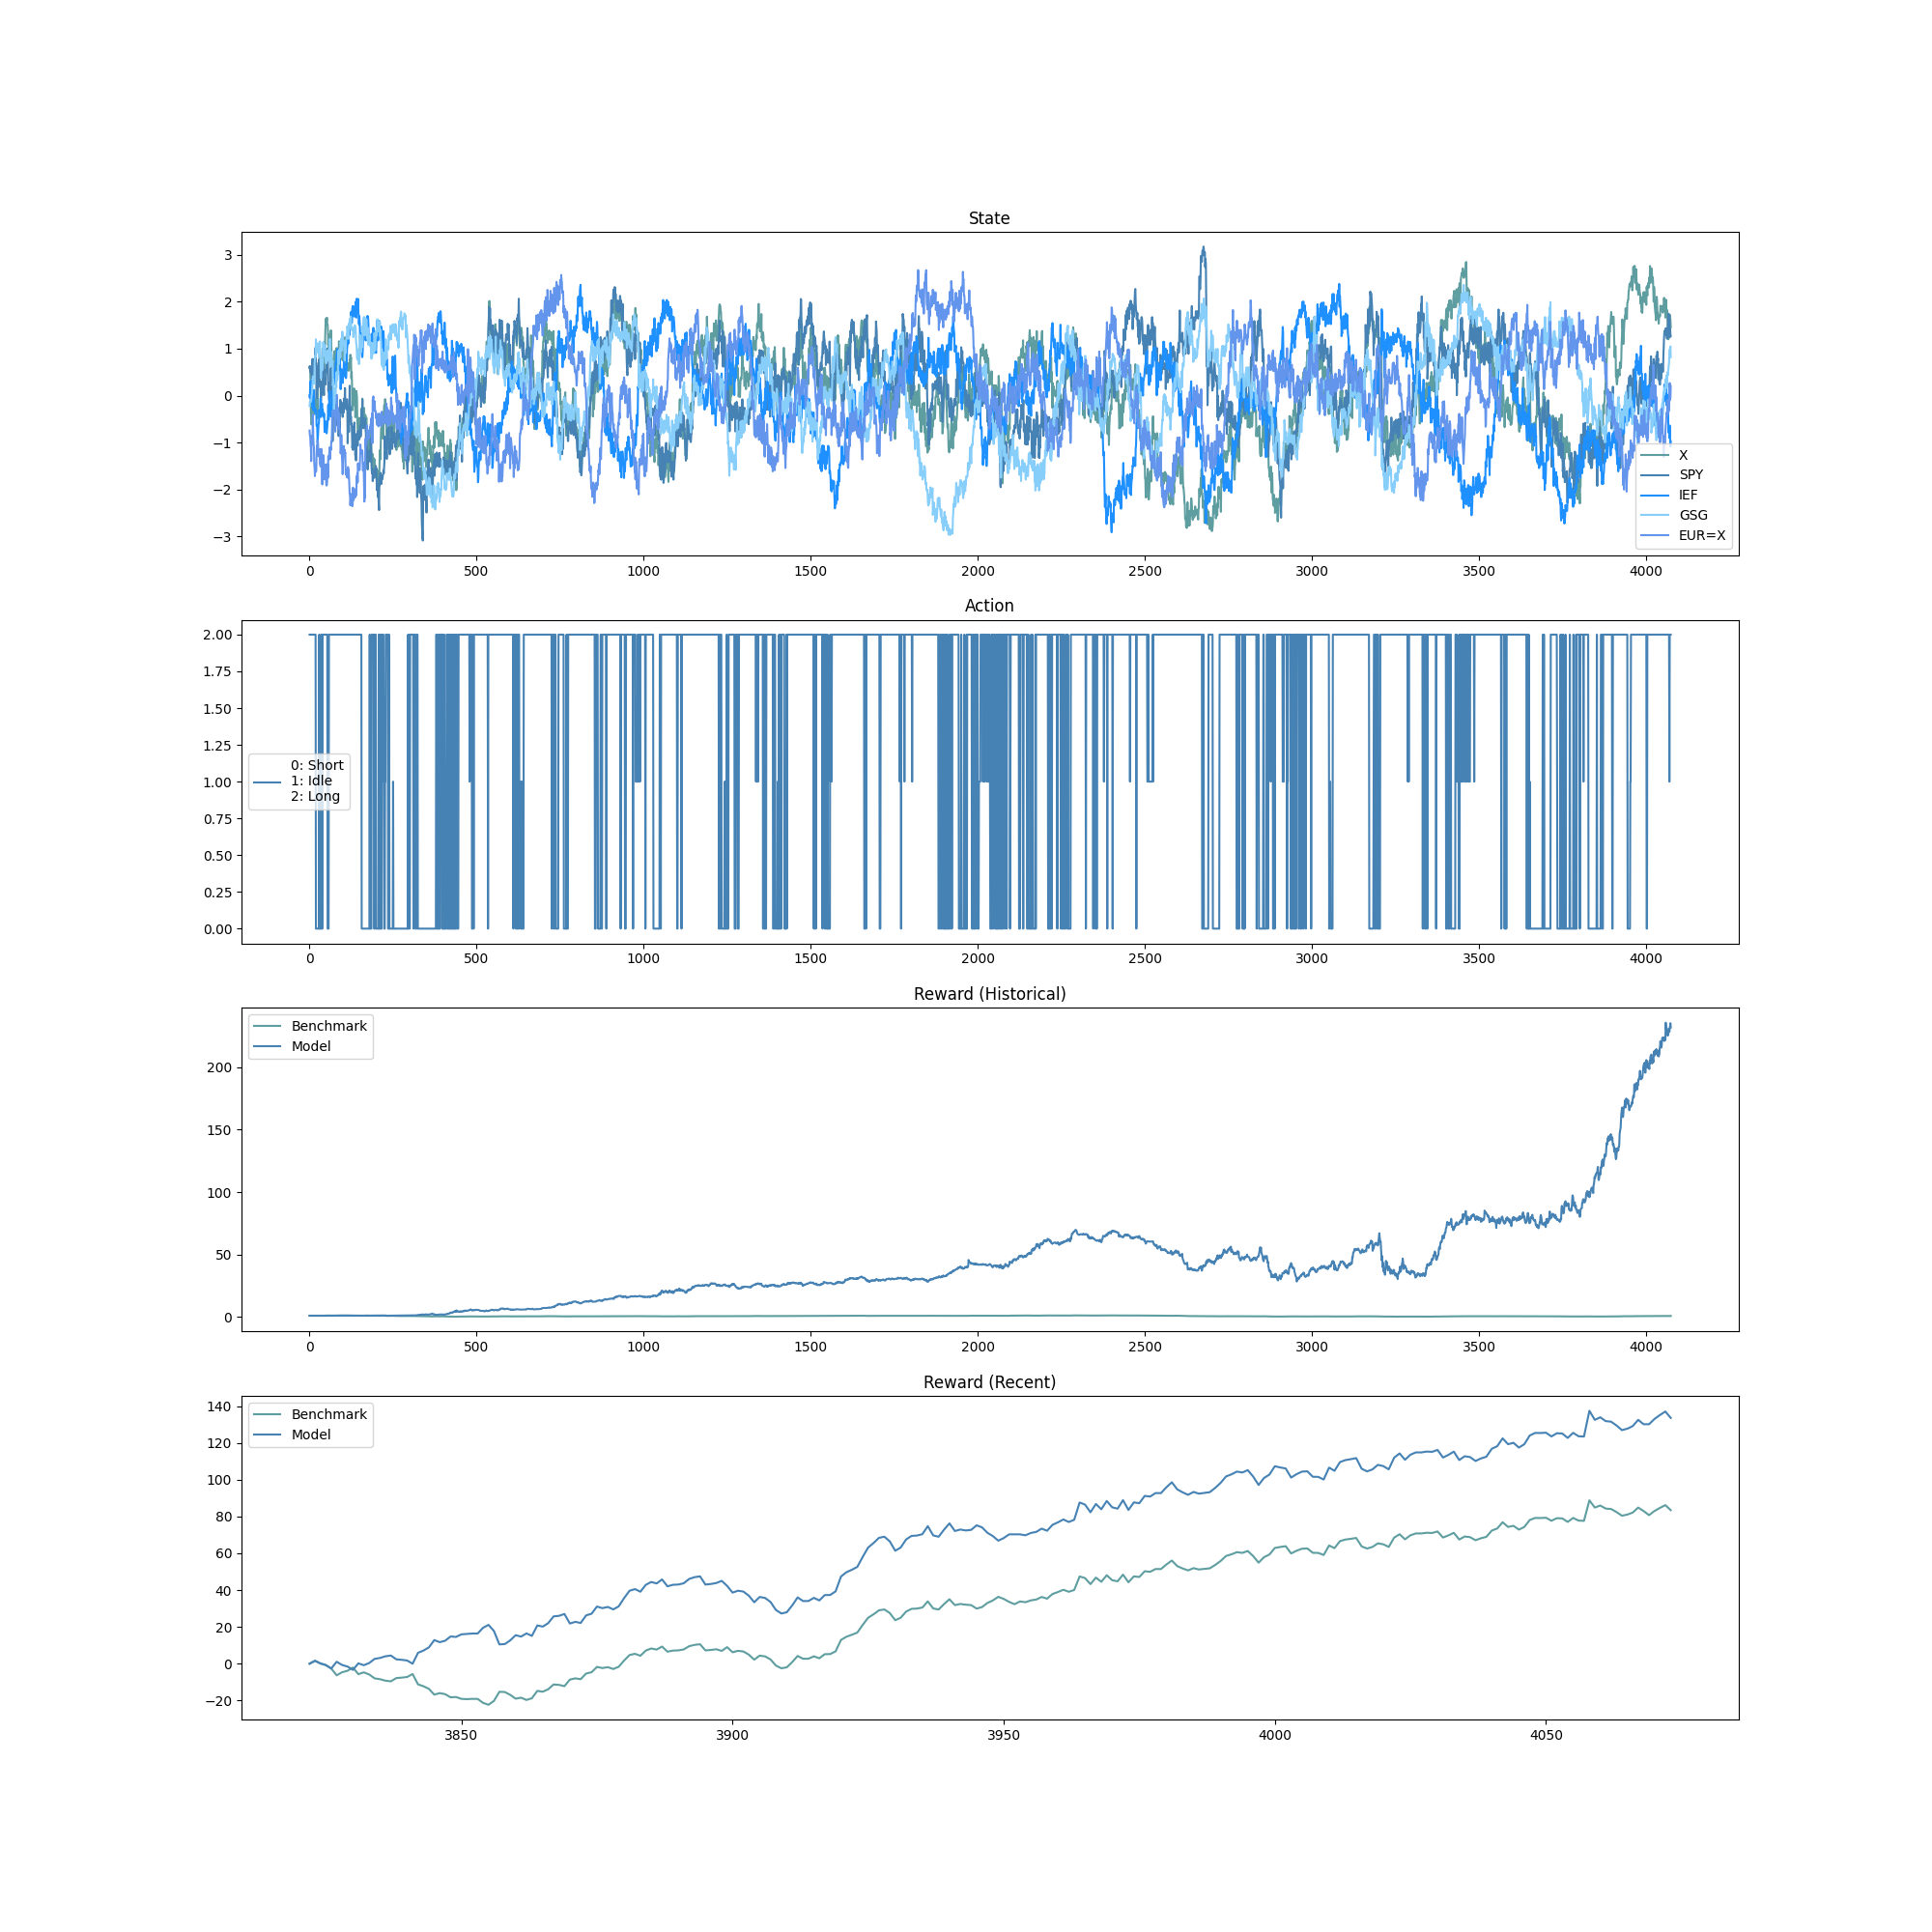 State
3
2
1
0
−1
−2
−3
X
SPY
IEF
GSG
EUR=X
0 500 1000 1500 2000 2500 3000 3500 4000
Action
2.00
1.75
1.50
1.25
1.00
0.75
0.50
0.25
0.00
0: Short
1: Idle
2: Long
0 500 1000 1500 2000 2500 3000 3500 4000
Reward (Historical)
Benchmark
Model
200
150
100
50
0
0 500 1000 1500 2000 2500 3000 3500 4000
Reward (Recent)
Benchmark
Model
140
120
100
80
60
40
20
0
−20
3850 3900 3950 4000 4050